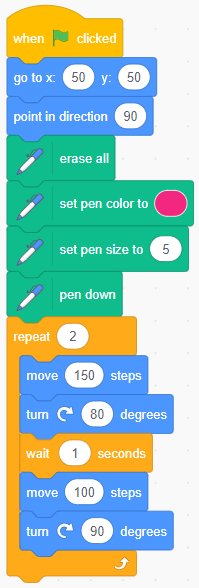 when clicked
go to x: 50 y: 50
point in direction 90
erase all
set pen color to
set pen size to 5
pen down
repeat 2
move 150 steps
turn 80 degrees
wait 1 seconds
move 100 steps
turn 90 degrees